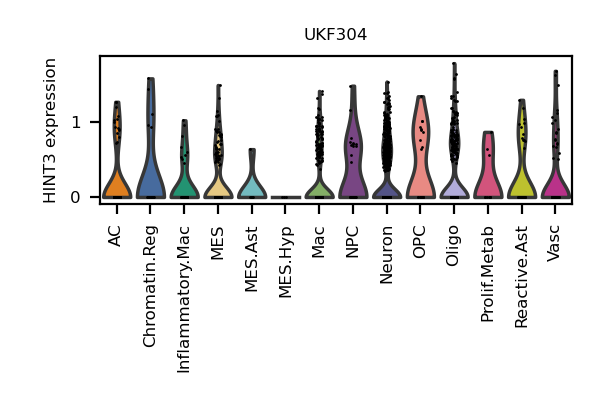 UKF304
HINT3 expression
1
0
AC
Chromatin.Reg
Inflammatory.Mac
MES
MES.Ast
MES.Hyp
Mac
NPC
Neuron
OPC
Oligo
Prolif.Metab
Reactive.Ast
Vasc